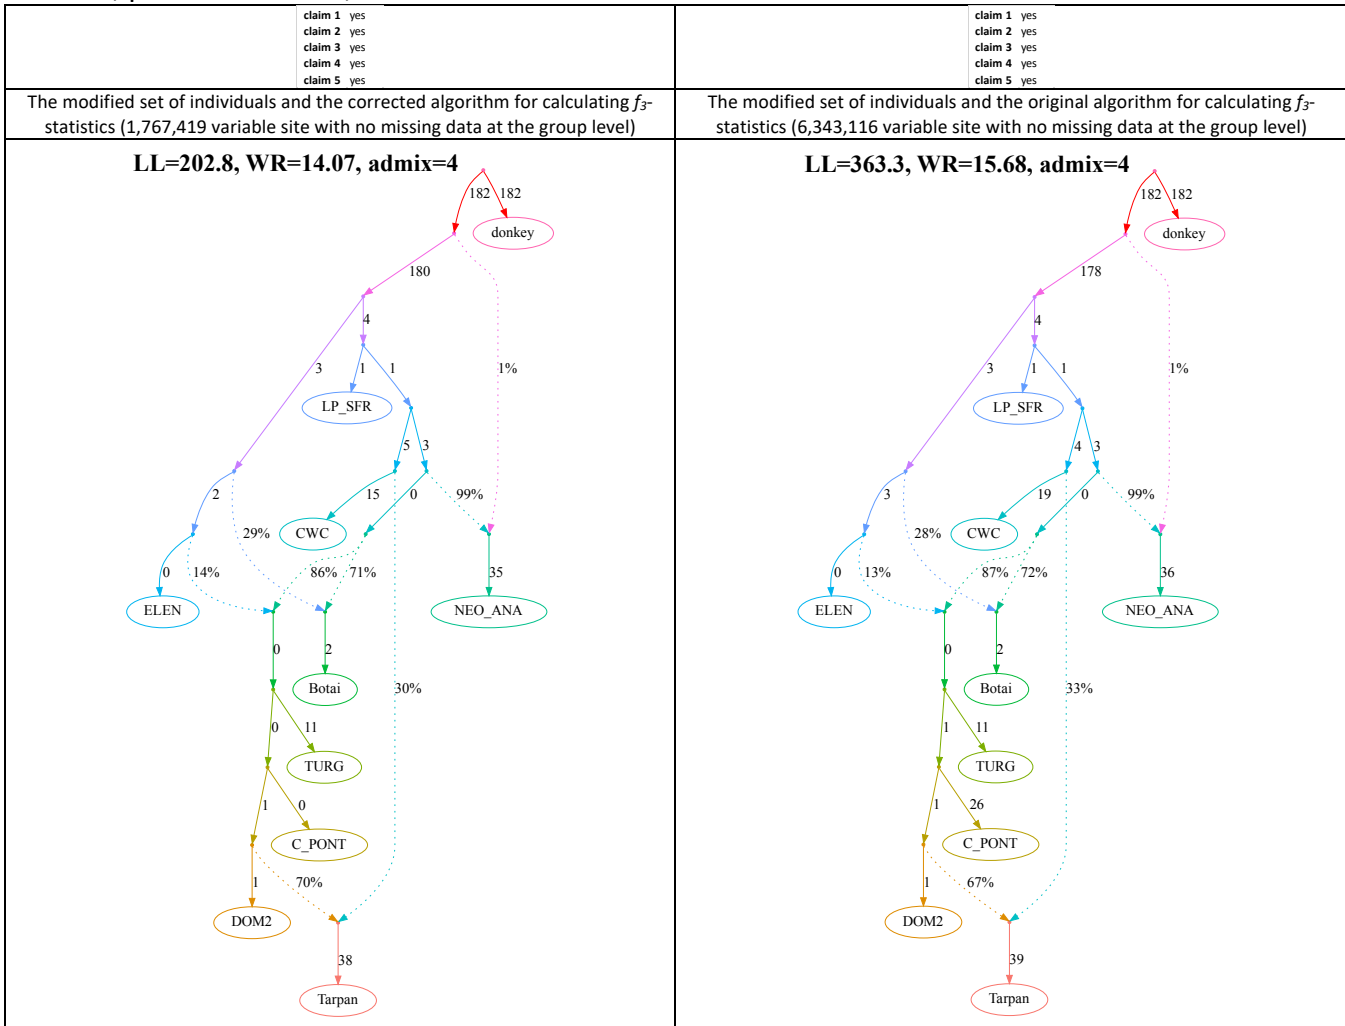 claim 1 yes
claim 2 yes
claim 3 yes
claim 4 yes
claim 5 yes
The modified set of individuals and the corrected algorithm for calculating f3-
statistics (1,767,419 variable site with no missing data at the group level)
LL=202.8, WR=14.07, admix=4
182 182
donkey
180
4
3 1 1 1%
LP_SFR
5 3
2 15 0 99%
29% CWC
0 14% 86% 71% 35
ELEN NEO_ANA
0 2 30%
Botai
0 11
TURG
1 0
C_PONT
1 70%
DOM2
38
Tarpan
claim 1 yes
claim 2 yes
claim 3 yes
claim 4 yes
claim 5 yes
The modified set of individuals and the original algorithm for calculating f3-
statistics (6,343,116 variable site with no missing data at the group level)
LL=363.3, WR=15.68, admix=4
182 182
donkey
178
4
3 1 1 1%
LP_SFR
4 3
3 19 0 99%
28% CWC
0 13% 87% 72% 36
ELEN NEO_ANA
0 2 33%
Botai
1 11
TURG
1 26
C_PONT
1 67%
DOM2
39
Tarpan